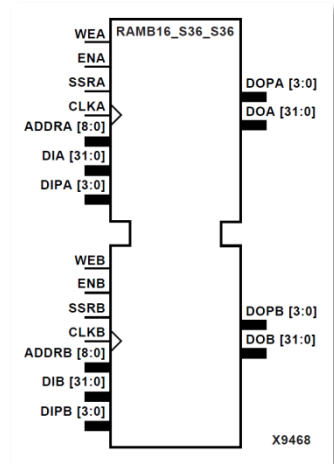 RAMB16_S36_S36
WEA
ENA
SSRA
CLKA
ADDRA [8:0]
DIA [31:0]
DIPA [3:0]
DOPA [3:0]
DOA [31:0]
WEB
ENB
SSRB
CLKB
ADDRB [8:0]
DIB [31:0]
DIPB [3:0]
DOPB [3:0]
DOB [31:0]
X9468